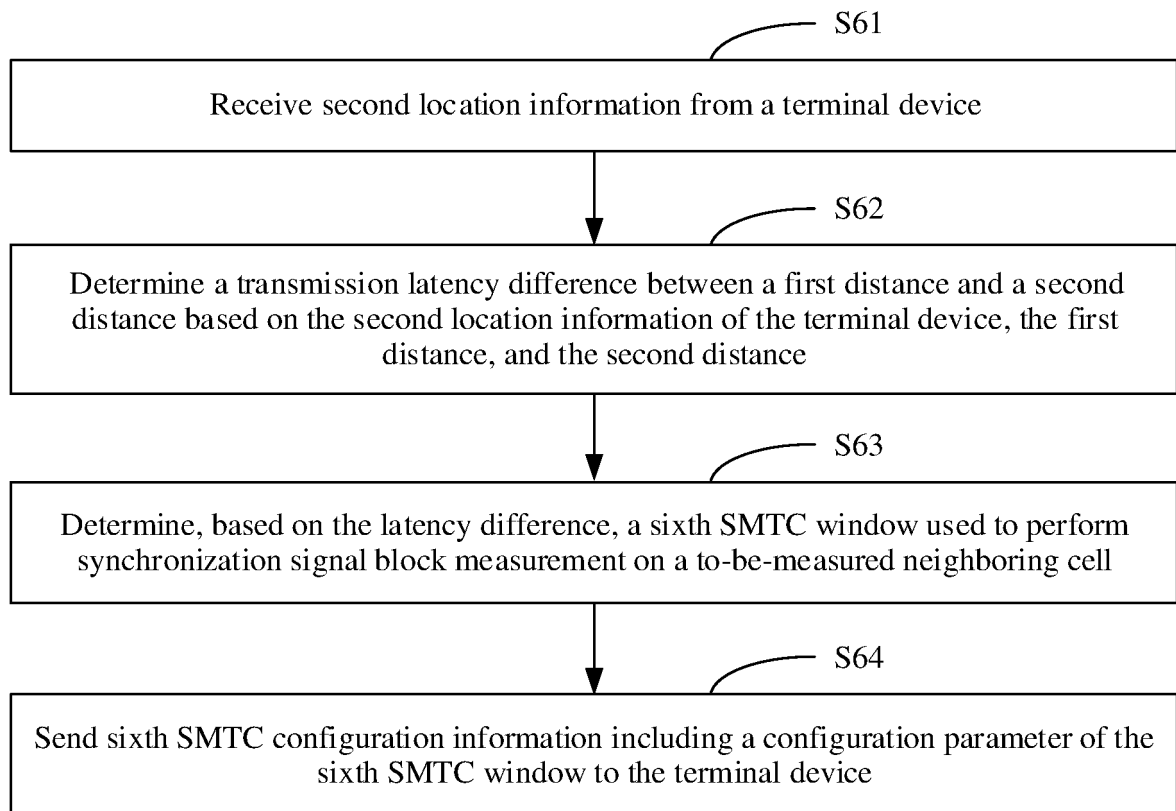 S61
Receive second location information from a terminal device
S62
Determine a transmission latency difference between a first distance and a second
distance based on the second location information of the terminal device, the first
distance, and the second distance
S63
Determine, based on the latency difference, a sixth SMTC window used to perform
synchronization signal block measurement on a to-be-measured neighboring cell
S64
Send sixth SMTC configuration information including a configuration parameter of the
sixth SMTC window to the terminal device